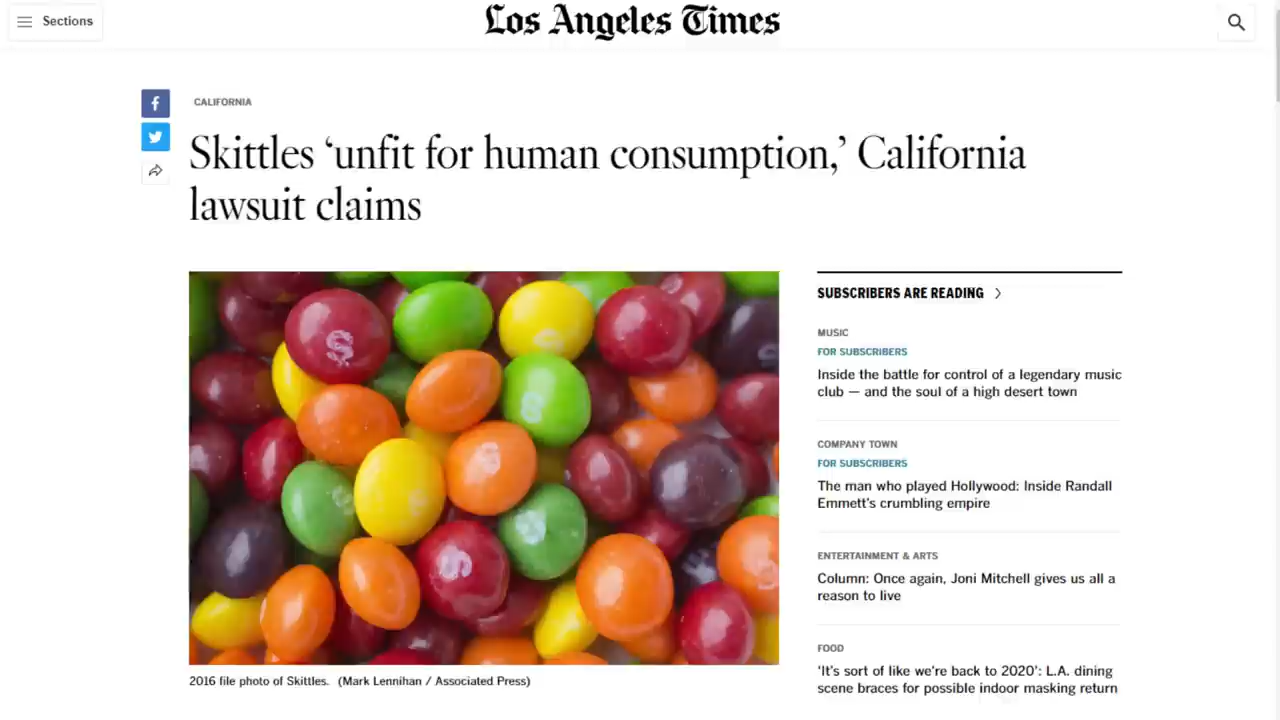 Sections
Los Angeles Times
CALIFORNIA
Skittles ‘unfit for human consumption,’ California
lawsuit claims
S
S
S
S
S
2016 file photo of Skittles. (Mark Lennihan / Associated Press)
SUBSCRIBERS ARE READING
MUSIC
FOR SUBSCRIBERS
Inside the battle for control of a legendary music
club — and the soul of a high desert town
COMPANY TOWN
FOR SUBSCRIBERS
The man who played Hollywood: Inside Randall
Emmett’s crumbling empire
ENTERTAINMENT & ARTS
Column: Once again, Joni Mitchell gives us all a
reason to live
FOOD
‘It’s sort of like we’re back to 2020’: L.A. dining
scene braces for possible indoor masking return